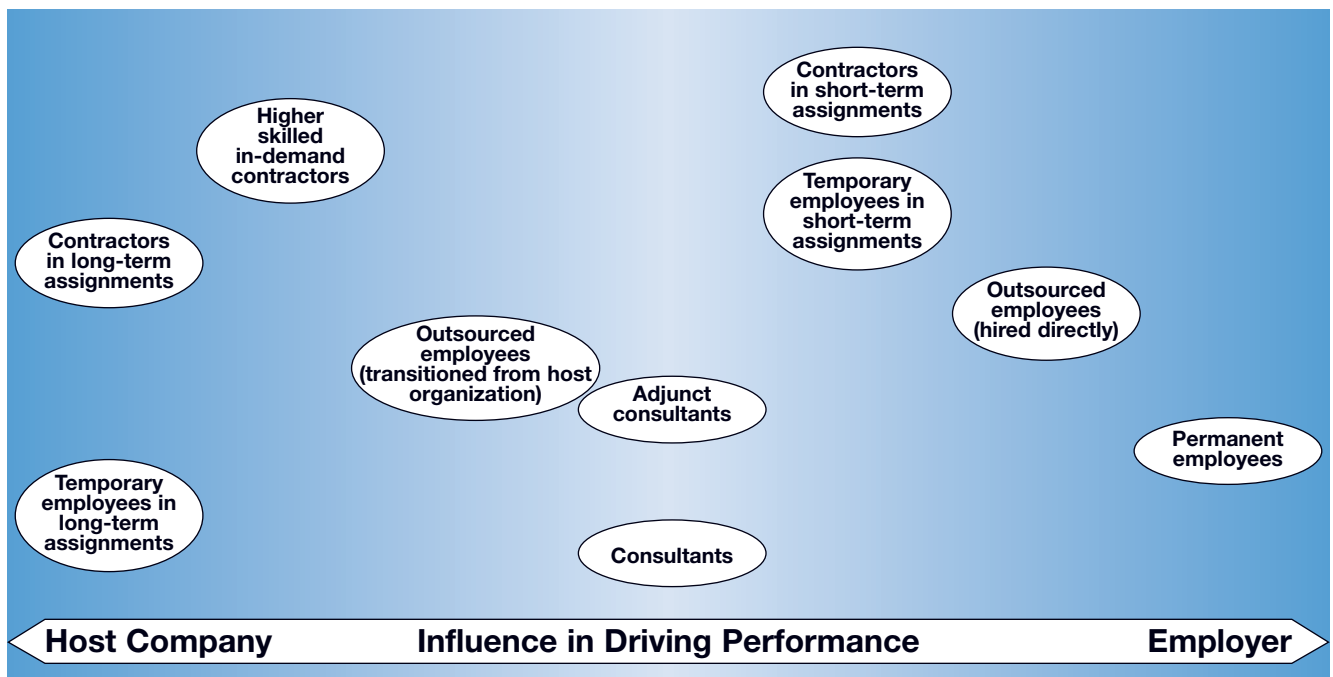 Contractors
in short-term
assignments
Higher
skilled
in-demand
contractors
Temporary
employees in
short-term
assignments
Contractors
in long-term
assignments
Outsourced
employees
(hired directly)
Outsourced
employees
(transitioned from host
organization)
Adjunct
consultants
Permanent
employees
Temporary
employees in
long-term
assignments
Consultants
Host Company Influence in Driving Performance Employer